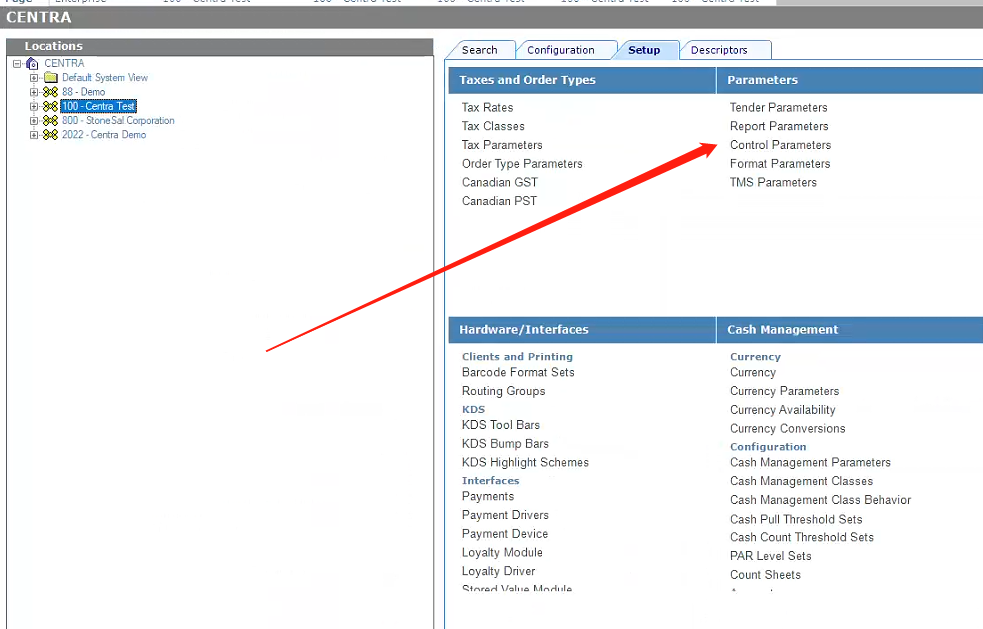 CENTRA
Locations
CENTRA
Default System View
88 - Demo
100 - Centra Test
800 - StoneSal Corporation
2022 - Centra Demo
Search
Configuration
Setup
Descriptors
Taxes and Order Types
Tax Rates
Tax Classes
Tax Parameters
Order Type Parameters
Canadian GST
Canadian PST
Parameters
Tender Parameters
Report Parameters
Control Parameters
Format Parameters
TMS Parameters
Hardware/Interfaces
Clients and Printing
Barcode Format Sets
Routing Groups
KDS
KDS Tool Bars
KDS Bump Bars
KDS Highlight Schemes
Interfaces
Payments
Payment Drivers
Payment Device
Loyalty Module
Loyalty Driver
Stored Value Module
Cash Management
Currency
Currency
Currency Parameters
Currency Availability
Currency Conversions
Configuration
Cash Management Parameters
Cash Management Classes
Cash Management Class Behavior
Cash Pull Threshold Sets
Cash Count Threshold Sets
PAR Level Sets
Count Sheets